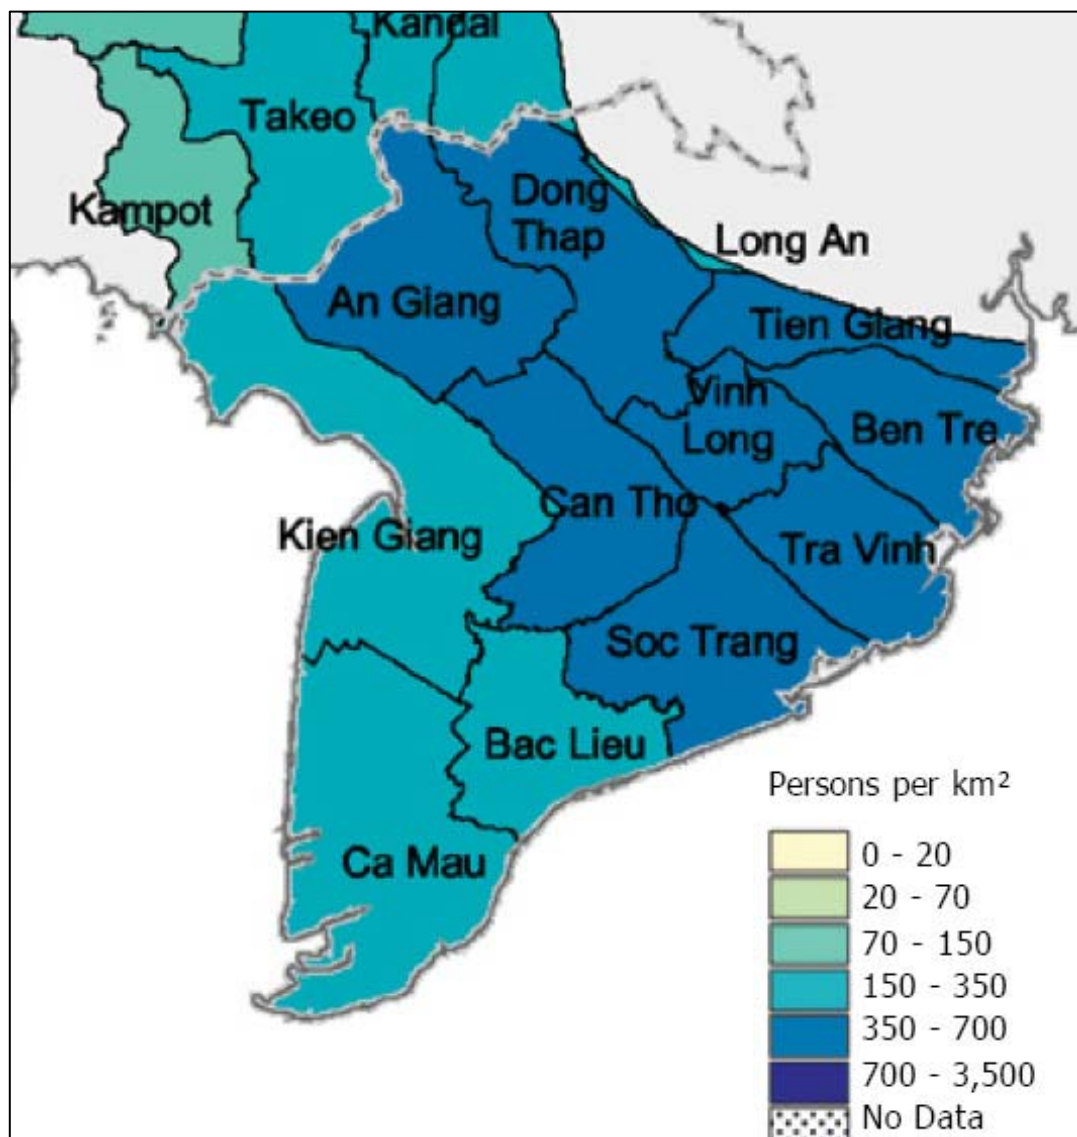 Kandal
Takeo
Kampot
Dong
Thap
Long An
An Giang
Tien Giang
Vinh
Long
Ben Tre
Can Tho
Kien Giang
Tra Vinh
Soc Trang
Bac Lieu
Ca Mau
Persons per km²
0 - 20
20 - 70
70 - 150
150 - 350
350 - 700
700 - 3,500
No Data